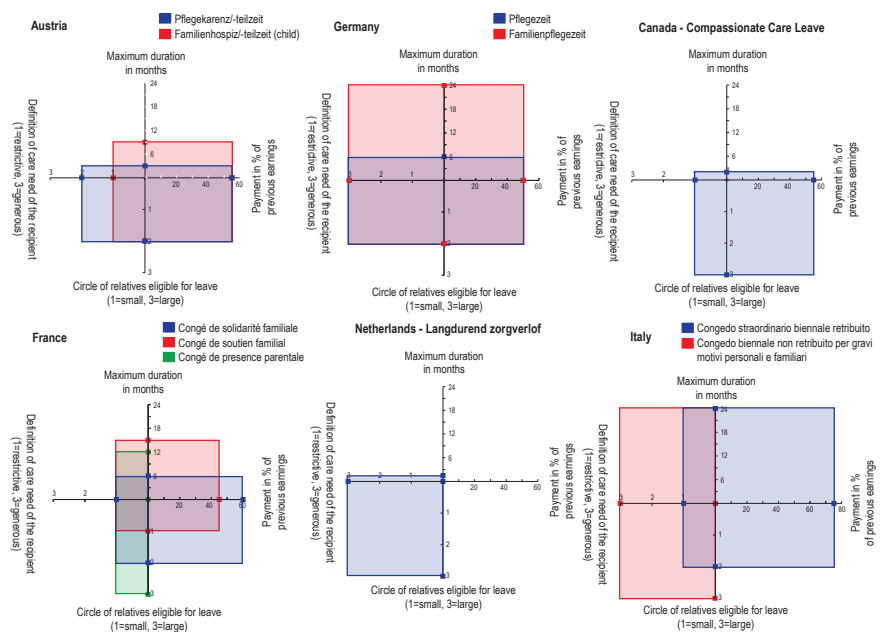 Austria
Pflegekarenz/-teilzeit
Familienhospiz/-teilzeit (child)
Maximum duration
in months
24
18
12
6
3
2
1
20
40
60
1
2
3
Definition of care need of the recipient
(1=restrictive, 3=generous)
Payment in % of
previous earnings
Circle of relatives eligible for leave
(1=small, 3=large)
Germany
Pflegezeit
Familienpflegezeit
Maximum duration
in months
24
18
12
6
3
2
1
20
40
60
1
2
3
Definition of care need of the recipient
(1=restrictive, 3=generous)
Payment in % of
previous earnings
Circle of relatives eligible for leave
(1=small, 3=large)
Canada - Compassionate Care Leave
Maximum duration
in months
24
18
12
6
3
2
20
40
60
1
2
3
Definition of care need of the recipient
(1=restrictive, 3=generous)
Payment in % of
previous earnings
Circle of relatives eligible for leave
(1=small, 3=large)
France
Congé de solidarité familiale
Congé de soutien familial
Congé de presence parentale
Maximum duration
in months
24
18
12
6
3
2
20
40
60
1
2
3
Definition of care need of the recipient
(1=restrictive, 3=generous)
Payment in % of
previous earnings
Circle of relatives eligible for leave
(1=small, 3=large)
Netherlands - Langdurend zorgverlof
Maximum duration
in months
24
18
12
6
3
2
1
20
40
60
1
2
3
Definition of care need of the recipient
(1=restrictive, 3=generous)
Payment in % of
previous earnings
Circle of relatives eligible for leave
(1=small, 3=large)
Italy
Congedo straordinario biennale retribuito
Congedo biennale non retribuito per gravi
motivi personali e familiari
Maximum duration
in months
24
18
12
6
3
2
1
20
40
60
80
1
2
3
Definition of care need of the recipient
(1=restrictive, 3=generous)
Payment in %
of previous earnings
Circle of relatives eligible for leave
(1=small, 3=large)